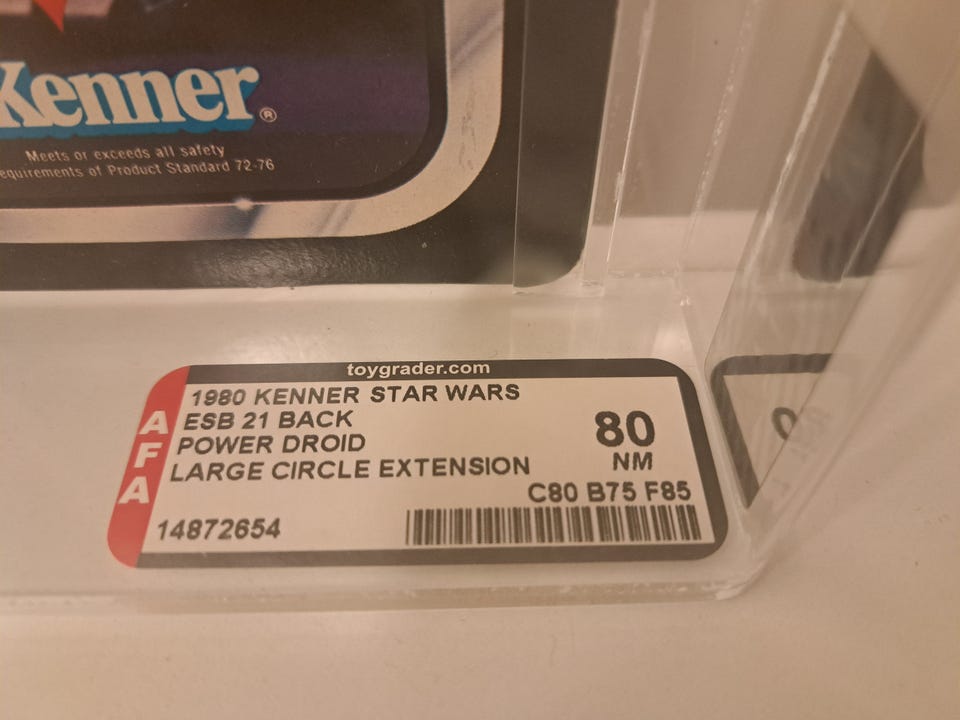 Kenner®
Meets or exceeds all safety
equirements of Product Standard 72-76
toygrader.com
AFA
1980 KENNER STAR WARS
ESB 21 BACK
POWER DROID
LARGE CIRCLE EXTENSION
80
NM
C80 B75 F85
14872654